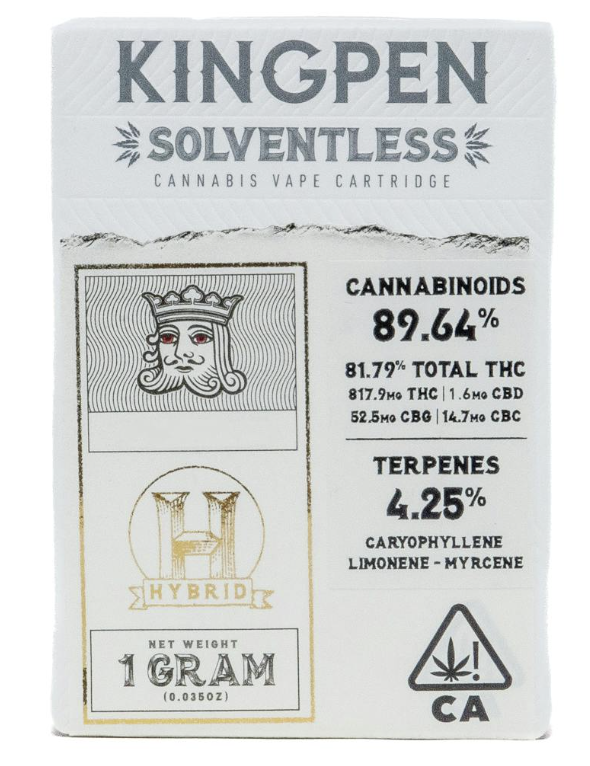 KINGPEN
SOLVENTLESS
CANNABIS VAPE CARTRIDGE
CANNABINOIDS
89.64%
81.79% TOTAL THC
817.9MG THC | 1.6MG CBD
52.5MG CBG | 14.7MG CBC
TERPENES
4.25%
CARYOPHYLLENE
LIMONENE - MYRCENE
H
HYBRID
NET WEIGHT
1 GRAM
(0.035OZ)
!
CA